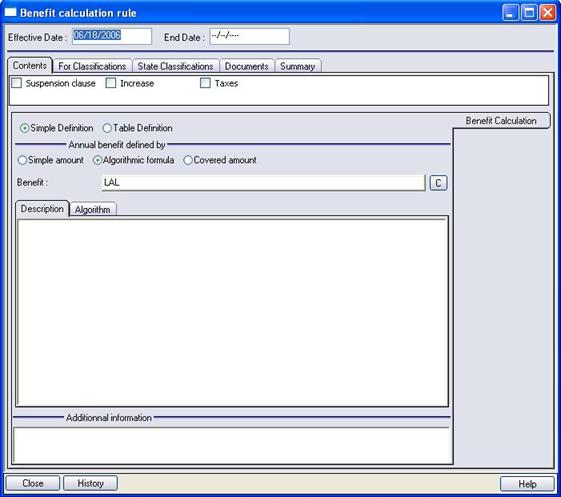 Benefit calculation rule
Effective Date : 06/18/2006 End Date : --/--/----
Contents For Classifications State Classifications Documents Summary
Suspension clause Increase Taxes
Benefit Calculation
Simple Definition Table Definition
Annual benefit defined by
Simple amount Algorithmic formula Covered amount
Benefit : LAL C
Description Algorithm
Additionnal information
Close History Help